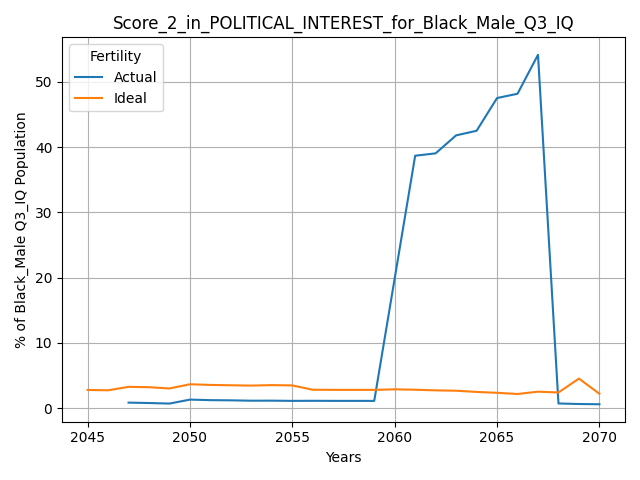 Score_2_in_POLITICAL_INTEREST_for_Black_Male_Q3_IQ
Fertility
Actual
Ideal
% of Black_Male Q3_IQ Population
50
40
30
20
10
0
2045 2050 2055 2060 2065 2070
Years